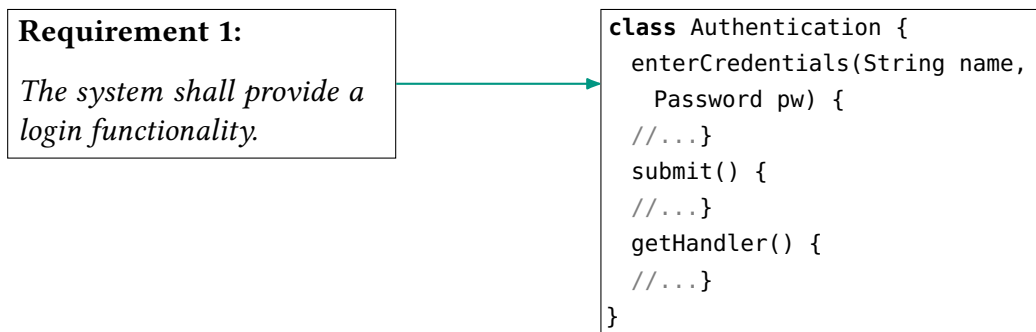 Requirement 1:
The system shall provide a
login functionality.
class Authentication {
enterCredentials(String name,
Password pw) {
//...}
submit() {
//...}
getHandler() {
//...}
}